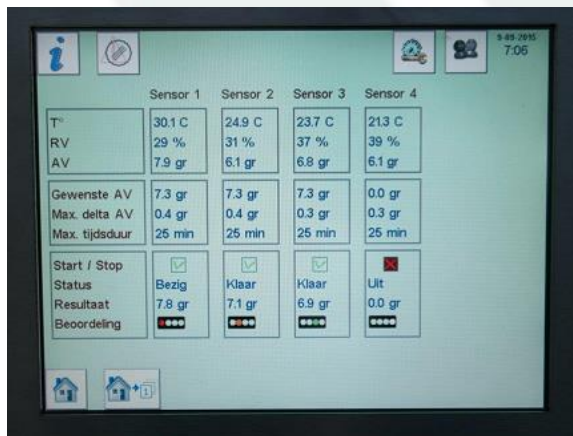 9-09-2015
7:06
Sensor 1 Sensor 2 Sensor 3 Sensor 4
T° 30.1 C 24.9 C 23.7 C 21.3 C
RV 29 % 31 % 37 % 39 %
AV 7.9 gr 6.1 gr 6.8 gr 6.1 gr
Gewenste AV 7.3 gr 7.3 gr 7.3 gr 0.0 gr
Max. delta AV 0.4 gr 0.4 gr 0.3 gr 0.3 gr
Max. tijdsduur 25 min 25 min 25 min 25 min
Start / Stop
Status Bezig Klaar Klaar Uit
Resultaat 7.8 gr 7.1 gr 6.9 gr 0.0 gr
Beoordeling